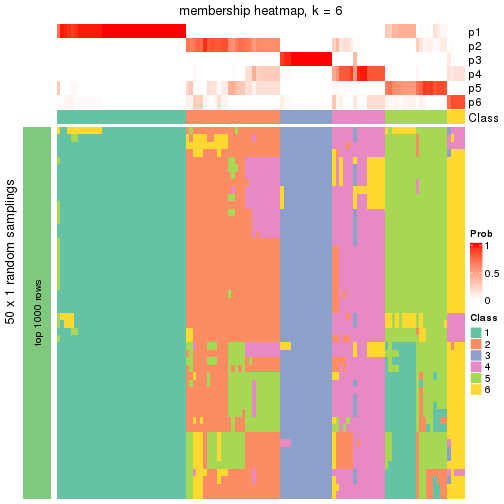 membership heatmap, k = 6
p1
p2
p3
p4
p5
p6
Class
50 x 1 random samplings
top 1000 rows
Prob
1
0.5
0
Class
1
2
3
4
5
6